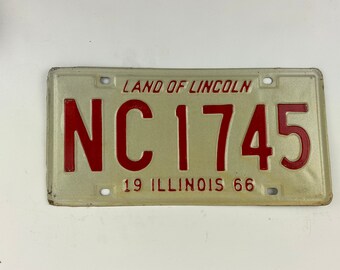 LAND OF LINCOLN
NC 1745
19 ILLINOIS 66